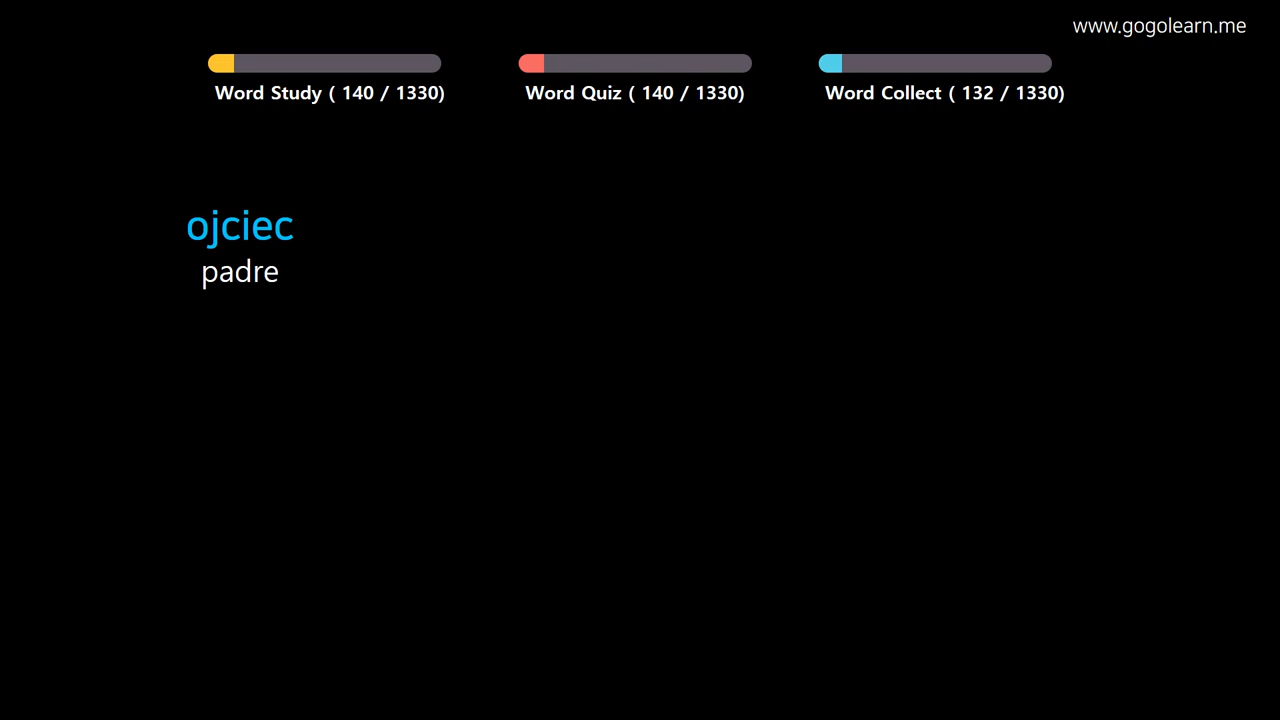 www.gogolearn.me
Word Study ( 140 / 1330)
Word Quiz ( 140 / 1330)
Word Collect ( 132 / 1330)
ojciec
padre